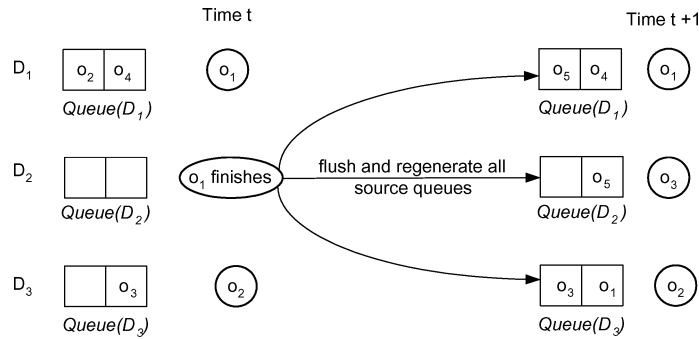 Time t
Time t +1
D1 o2 o4 o1 o5 o4 o1
Queue(D1) Queue(D1)
D2 o1 finishes flush and regenerate all o5 o3
source queues
Queue(D2) Queue(D2)
D3 o3 o2 o3 o1 o2
Queue(D3) Queue(D3)